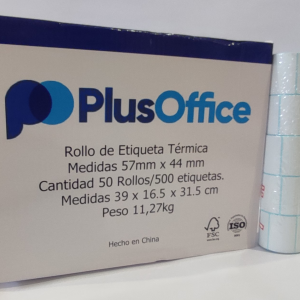 PlusOffice
Rollo de Etiqueta Térmica
Medidas 57mm x 44 mm
Cantidad 50 Rollos/500 etiquetas.
Medidas 39 x 16.5 x 31.5 cm
Peso 11,27kg
Hecho en China
FSC
ISO